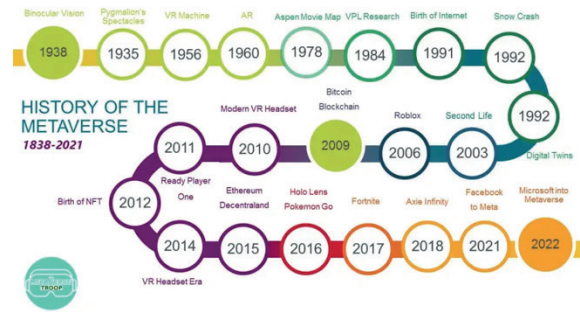 Binocular Vision
Pygmalion's
Spectacles
VR Machine
AR
Aspen Movie Map
VPL Research
Birth of Internet
Snow Crash
1938
1935
1956
1960
1978
1984
1991
1992
HISTORY OF THE
METAVERSE
1838-2021
Modern VR Headset
Bitcoin
Blockchain
Roblox
Second Life
1992
Digital Twins
2011
2010
2009
2006
2003
Ready Player
One
Birth of NFT
2012
Ethereum
Decentraland
Holo Lens
Pokemon Go
Fortnite
Axie Infinity
Facebook
to Meta
Microsoft into
Metaverse
2014
2015
2016
2017
2018
2021
2022
VR Headset Era
TROOP